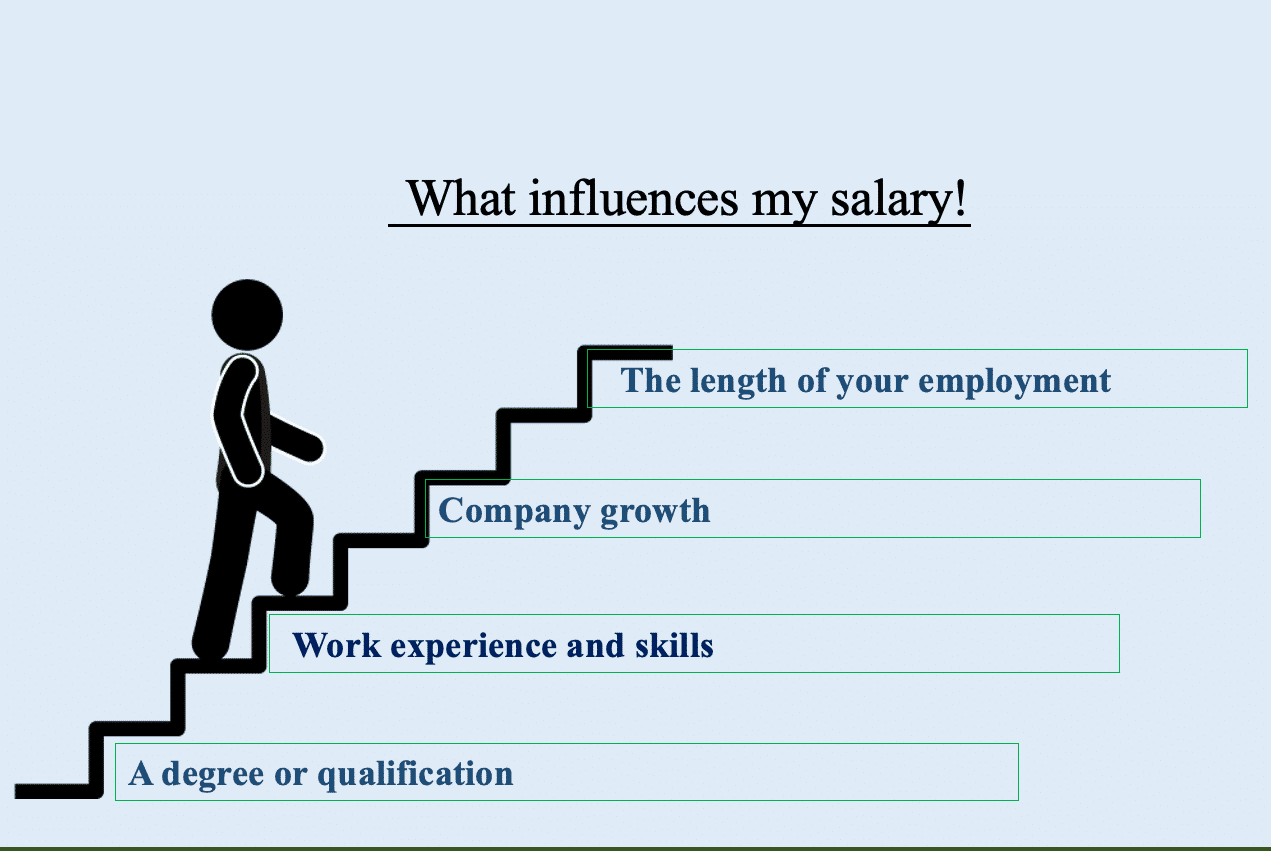 What influences my salary!
The length of your employment
Company growth
Work experience and skills
A degree or qualification